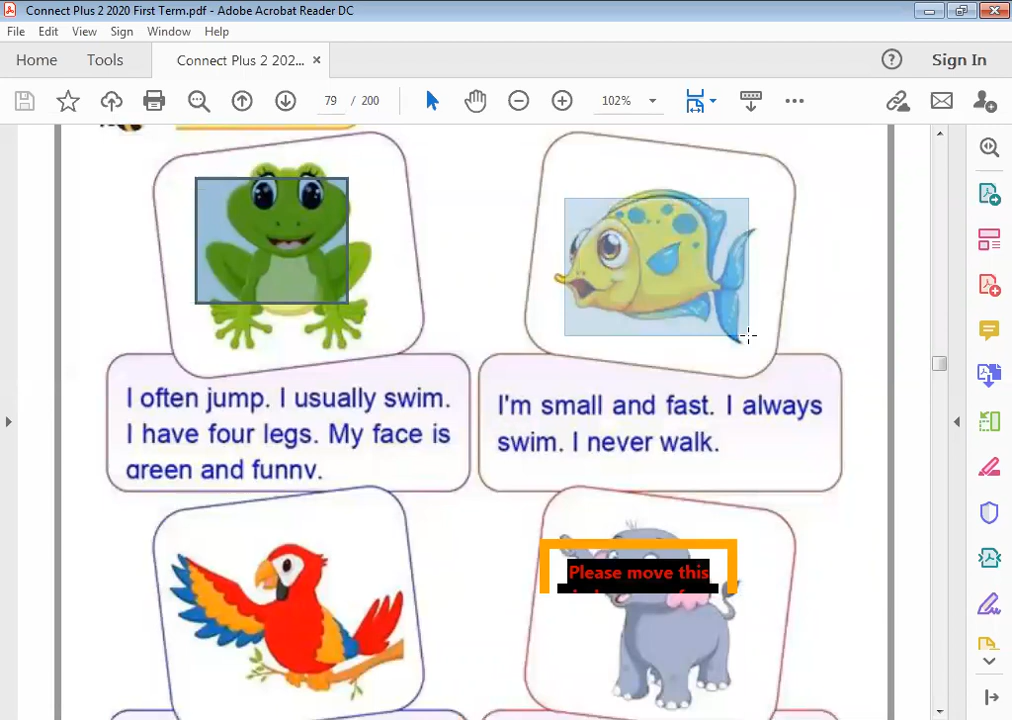 Connect Plus 2 2020 First Term.pdf - Adobe Acrobat Reader DC
File Edit View Sign Window Help
Home Tools Connect Plus 2 202... × Sign In
79 / 200 102%
I often jump. I usually swim.
I have four legs. My face is
green and funny.
I'm small and fast. I always
swim. I never walk.
Please move this